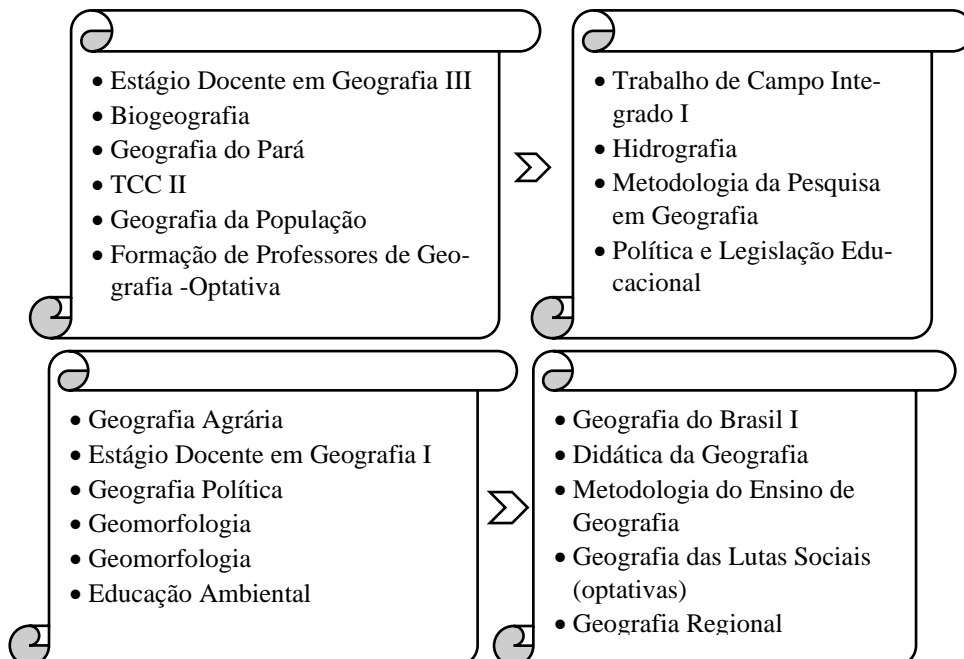 • Estágio Docente em Geografia III
• Biogeografia
• Geografia do Pará
• TCC II
• Geografia da População
• Formação de Professores de Geo-
grafia -Optativa
• Trabalho de Campo Inte-
grado I
• Hidrografia
• Metodologia da Pesquisa
em Geografia
• Política e Legislação Edu-
cacional
• Geografia Agrária
• Estágio Docente em Geografia I
• Geografia Política
• Geomorfologia
• Geomorfologia
• Educação Ambiental
• Geografia do Brasil I
• Didática da Geografia
• Metodologia do Ensino de
Geografia
• Geografia das Lutas Sociais
(optativas)
• Geografia Regional